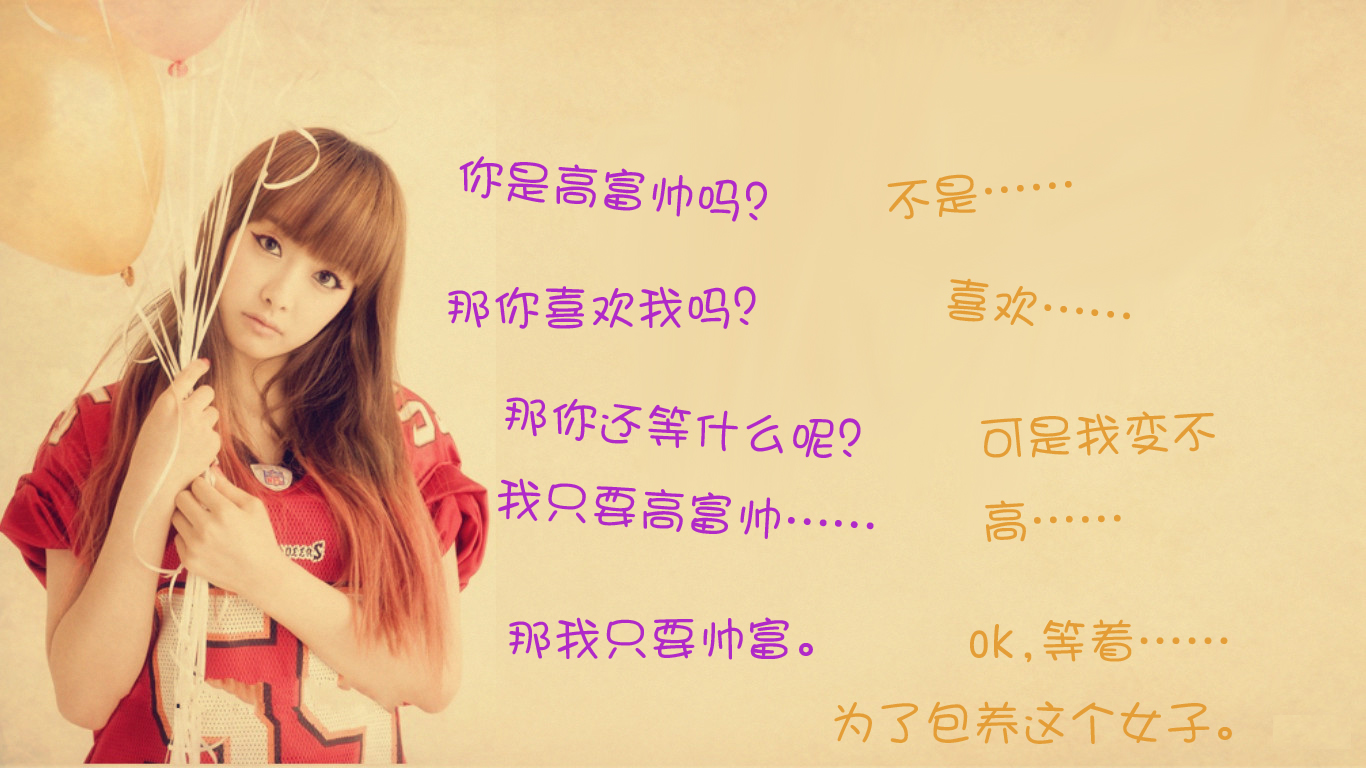 你是高富帅吗？ 不是……
那你喜欢我吗？ 喜欢……
那你还等什么呢？ 可是我变不
我只要高富帅…… 高……
那我只要帅富。 ok,等着……
为了包养这个女子。